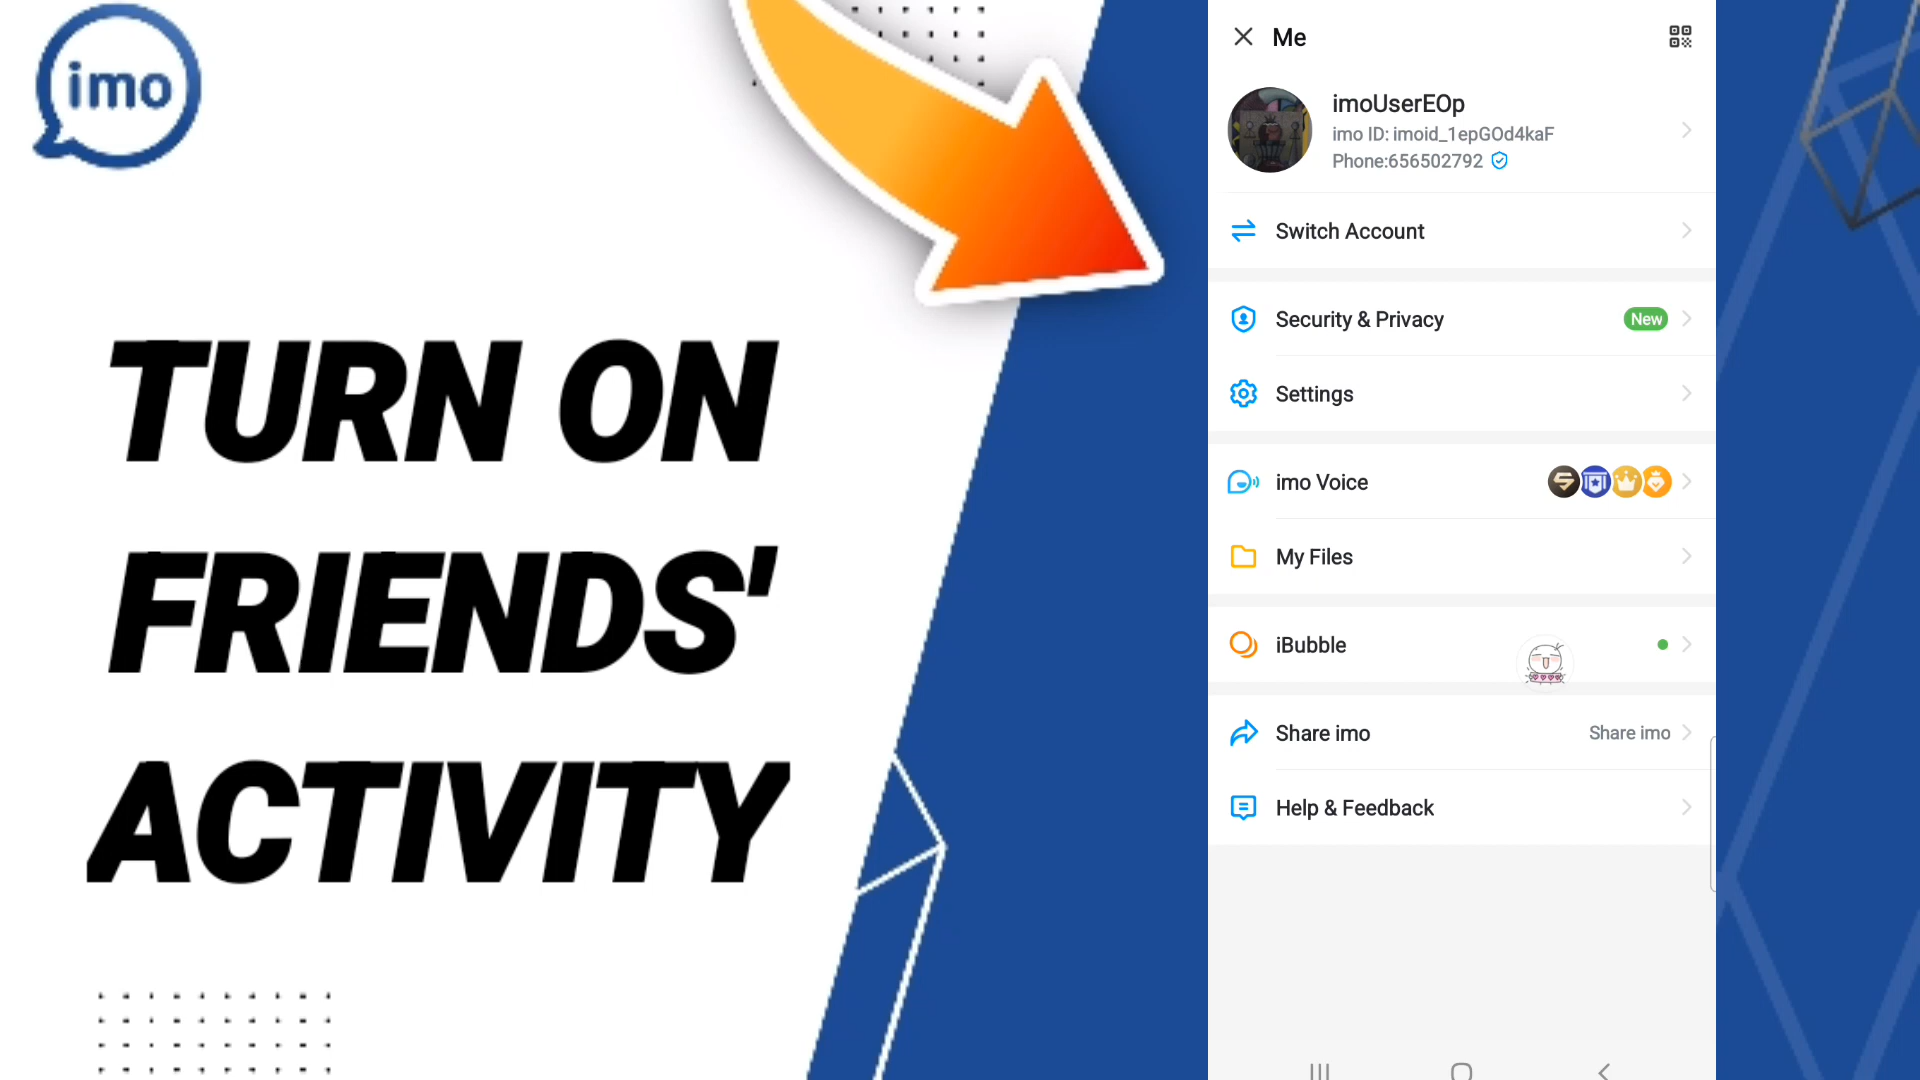 imo
TURN ON
FRIENDS'
ACTIVITY
Me
imoUserEOp
imo ID: imoid_1epGOd4kaF
Phone:656502792
Switch Account
Security & Privacy New
Settings
imo Voice
My Files
iBubble
Share imo Share imo
Help & Feedback